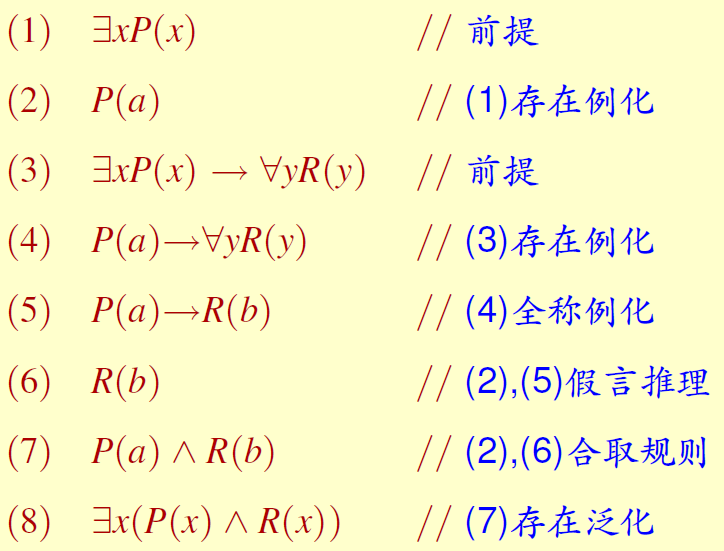 (1) ∃xP(x) // 前提
(2) P(a) // (1)存在例化
(3) ∃xP(x) → ∀yR(y) // 前提
(4) P(a)→∀yR(y) // (3)存在例化
(5) P(a)→R(b) // (4)全称例化
(6) R(b) // (2),(5)假言推理
(7) P(a) ∧ R(b) // (2),(6)合取规则
(8) ∃x(P(x) ∧ R(x)) // (7)存在泛化